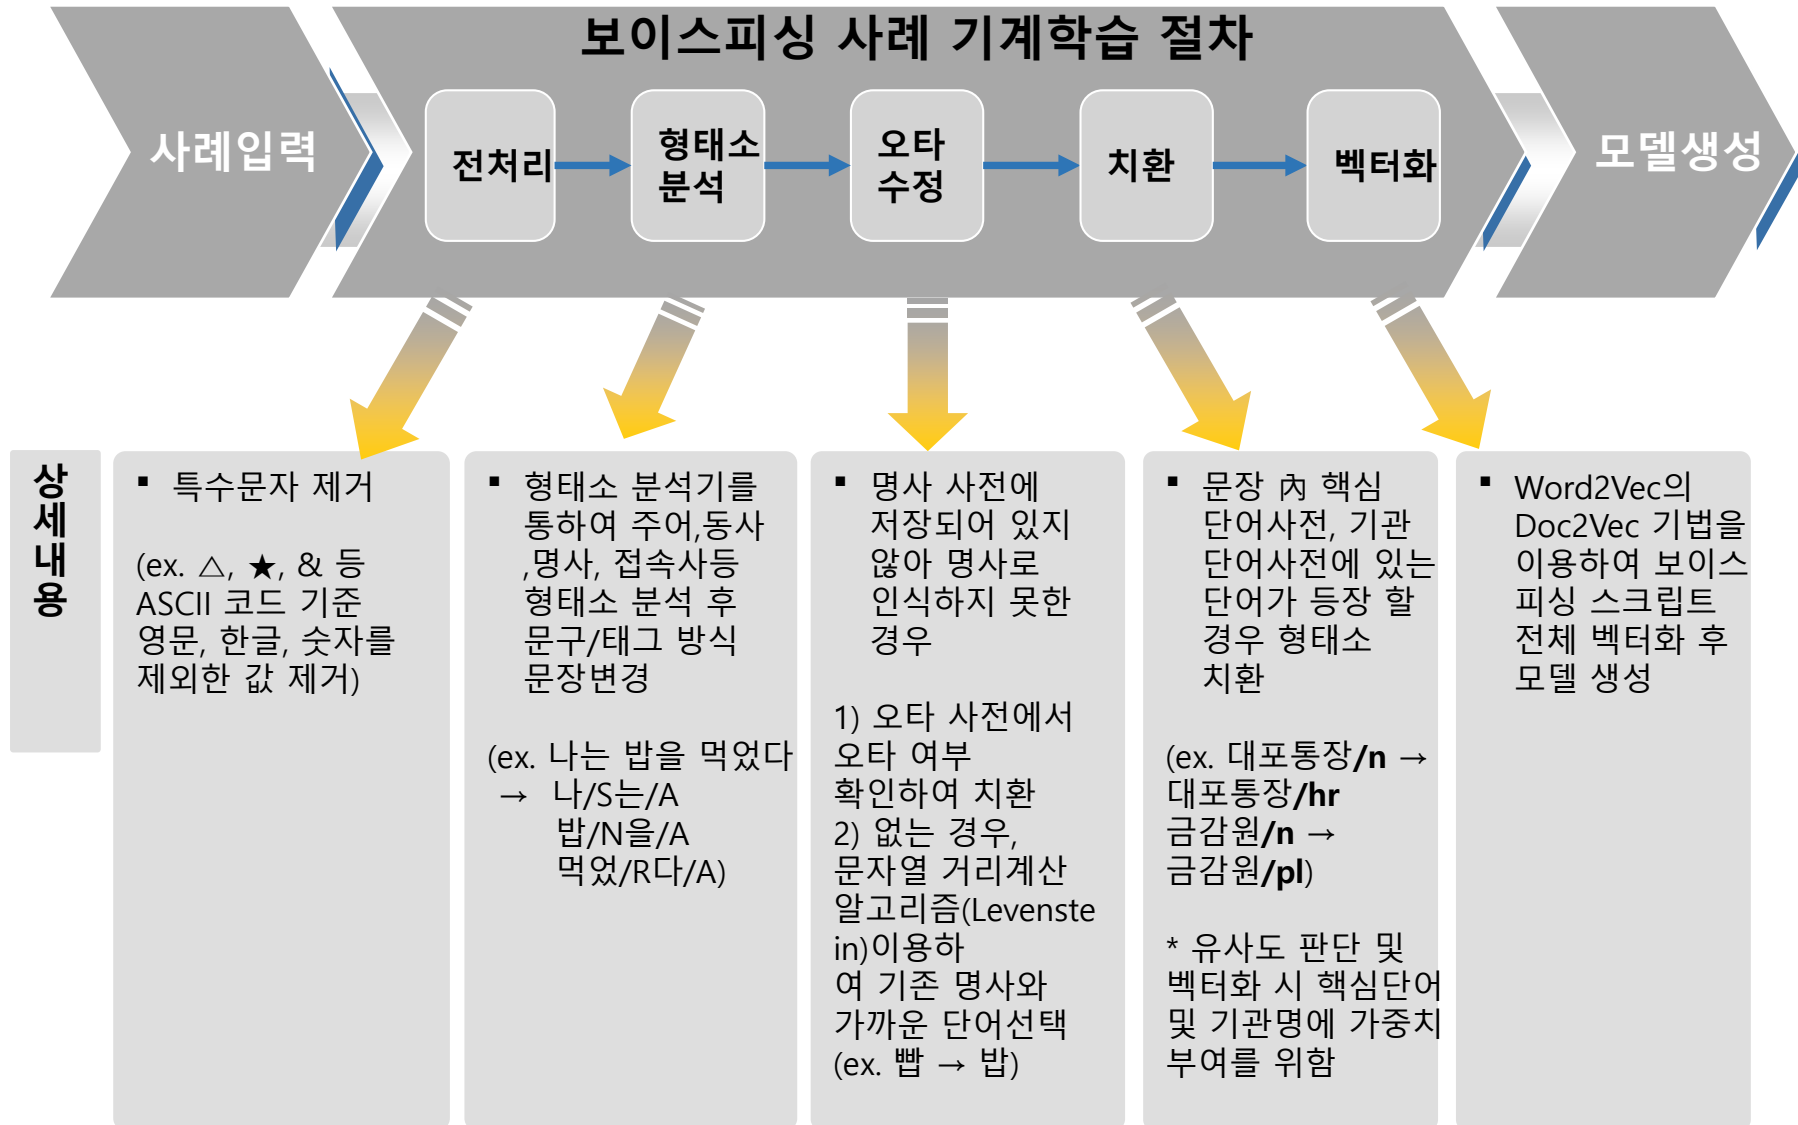 보이스피싱 사례 기계학습 절차
사례입력
전처리
형태소
분석
오타
수정
치환
벡터화
모델생성
상
세
내
용
▪ 특수문자 제거
(ex. △, ★, & 등
ASCII 코드 기준
영문, 한글, 숫자를
제외한 값 제거)
▪ 형태소 분석기를
통하여 주어,동사
,명사, 접속사등
형태소 분석 후
문구/태그 방식
문장변경
(ex. 나는 밥을 먹었다
→ 나/S는/A
밥/N을/A
먹었/R다/A)
▪ 명사 사전에
저장되어 있지
않아 명사로
인식하지 못한
경우
1) 오타 사전에서
오타 여부
확인하여 치환
2) 없는 경우,
문자열 거리계산
알고리즘(Levenste
in)이용하
여 기존 명사와
가까운 단어선택
(ex. 빱 → 밥)
▪ 문장 內 핵심
단어사전, 기관
단어사전에 있는
단어가 등장 할
경우 형태소
치환
(ex. 대포통장/n →
대포통장/hr
금감원/n →
금감원/pl)
* 유사도 판단 및
벡터화 시 핵심단어
및 기관명에 가중치
부여를 위함
▪ Word2Vec의
Doc2Vec 기법을
이용하여 보이스
피싱 스크립트
전체 벡터화 후
모델 생성